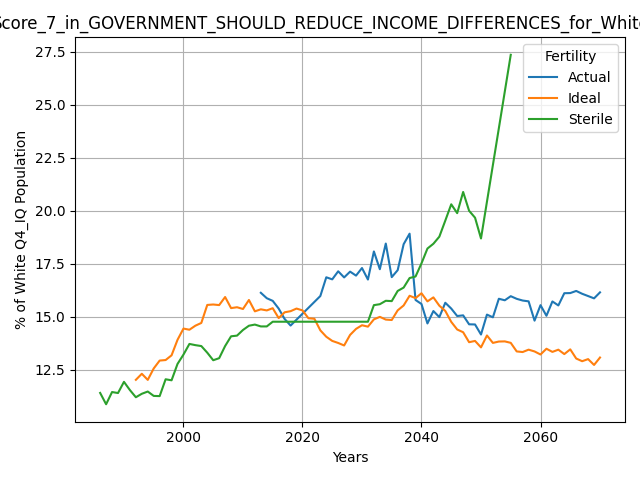 Score_7_in_GOVERNMENT_SHOULD_REDUCE_INCOME_DIFFERENCES_for_White
27.5
25.0
22.5
20.0
17.5
15.0
12.5
% of White Q4_IQ Population
Fertility
Actual
Ideal
Sterile
2000
2020
2040
2060
Years